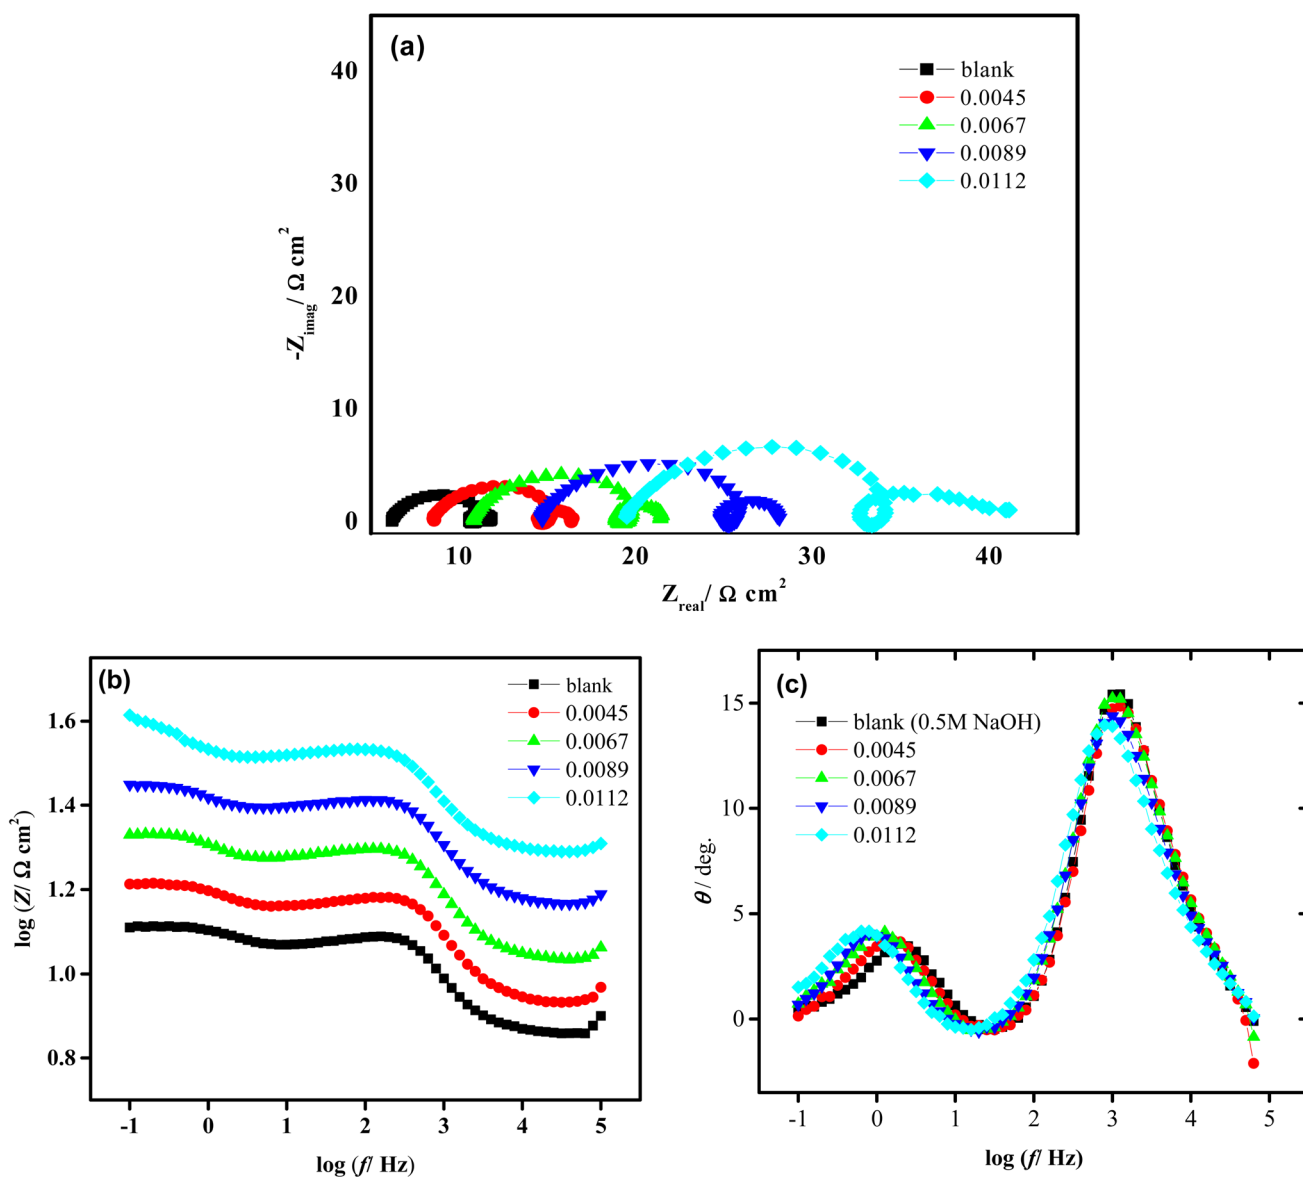 (a)
blank
0.0045
0.0067
0.0089
0.0112
40
30
20
10
0
-Z_imag/ Ω cm²
10 20 30 40
Z_real/ Ω cm²
(b)
blank
0.0045
0.0067
0.0089
0.0112
1.6
1.4
1.2
1.0
0.8
log (Z/ Ω cm²)
-1 0 1 2 3 4 5
log (f/ Hz)
(c)
blank (0.5M NaOH)
0.0045
0.0067
0.0089
0.0112
15
10
5
0
θ / deg.
-1 0 1 2 3 4 5
log (f/ Hz)